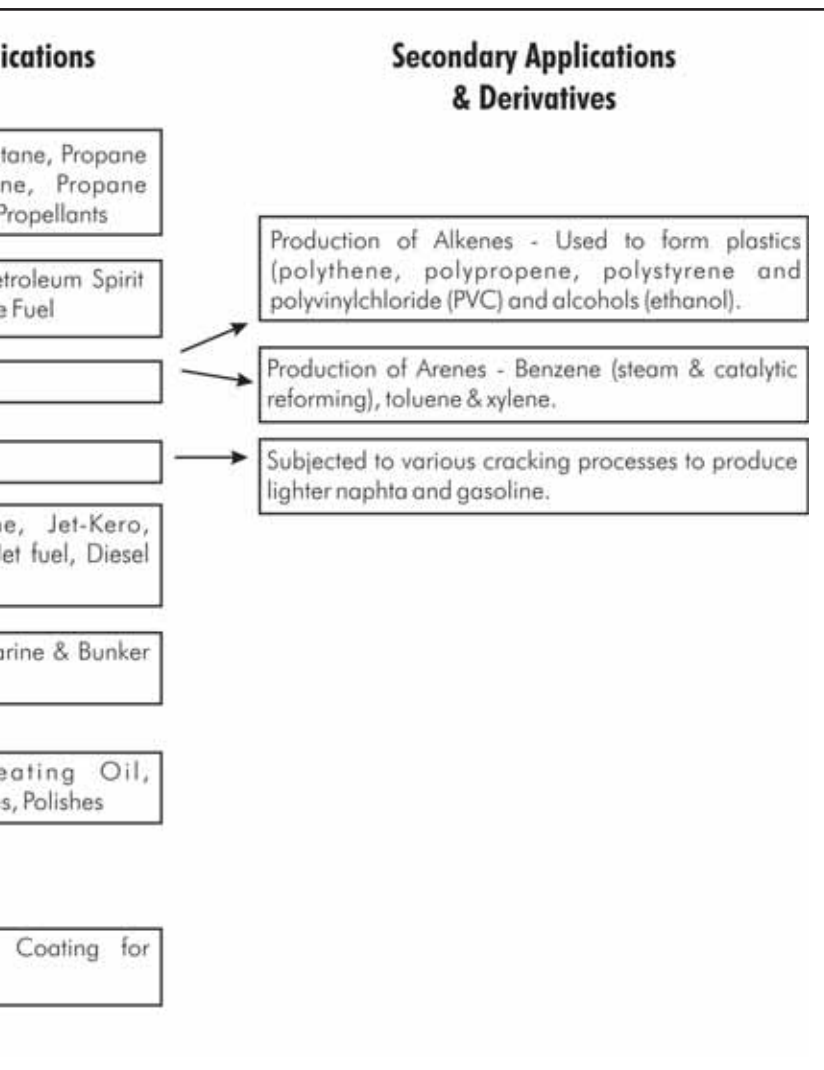 ications
Secondary Applications
& Derivatives
tane, Propane
ne, Propane
Propellants
etroleum Spirit
e Fuel
Production of Alkenes - Used to form plastics
(polythene, polypropene, polystyrene and
polyvinylchloride (PVC) and alcohols (ethanol).
Production of Arenes - Benzene (steam & catalytic
reforming), toluene & xylene.
Subjected to various cracking processes to produce
lighter naphta and gasoline.
ne, Jet-Kero,
Jet fuel, Diesel
arine & Bunker
eating Oil,
s, Polishes
Coating for